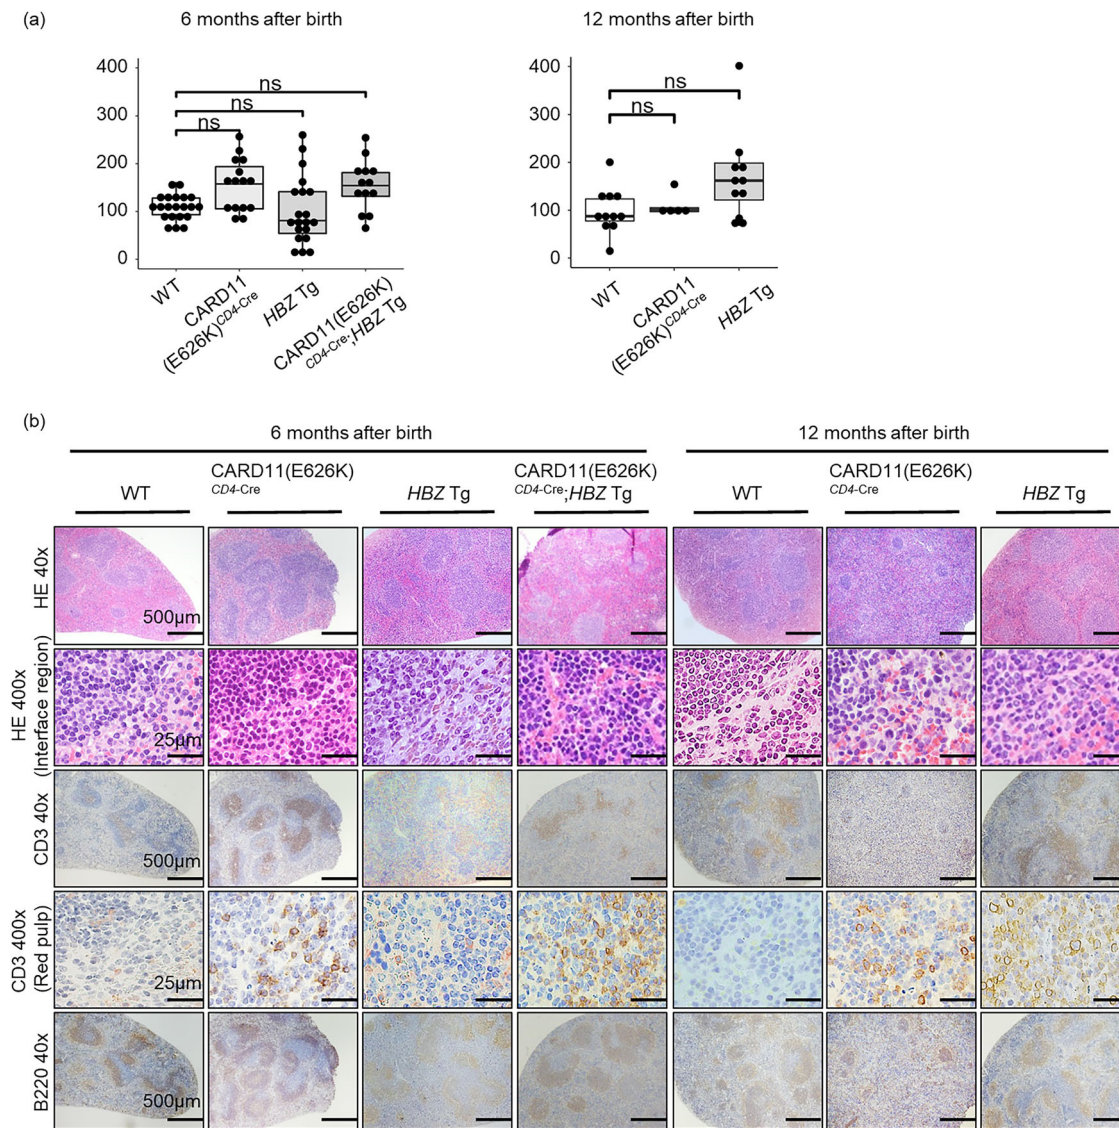 (a)
6 months after birth
12 months after birth
400
300
200
100
0
ns
ns
ns
WT
CARD11
(E626K)CD4-Cre
HBZ Tg
CARD11(E626K)
CD4-Cre;HBZ Tg
400
300
200
100
0
ns
ns
WT
CARD11
(E626K)CD4-Cre
HBZ Tg
(b)
6 months after birth
12 months after birth
WT
CARD11(E626K)
CD4-Cre
HBZ Tg
CARD11(E626K)
CD4-Cre;HBZ Tg
WT
CARD11(E626K)
CD4-Cre
HBZ Tg
HE 40x
500μm
HE 400x
(Interface region)
25μm
CD3 40x
500μm
CD3 400x
(Red pulp)
25μm
B220 40x
500μm